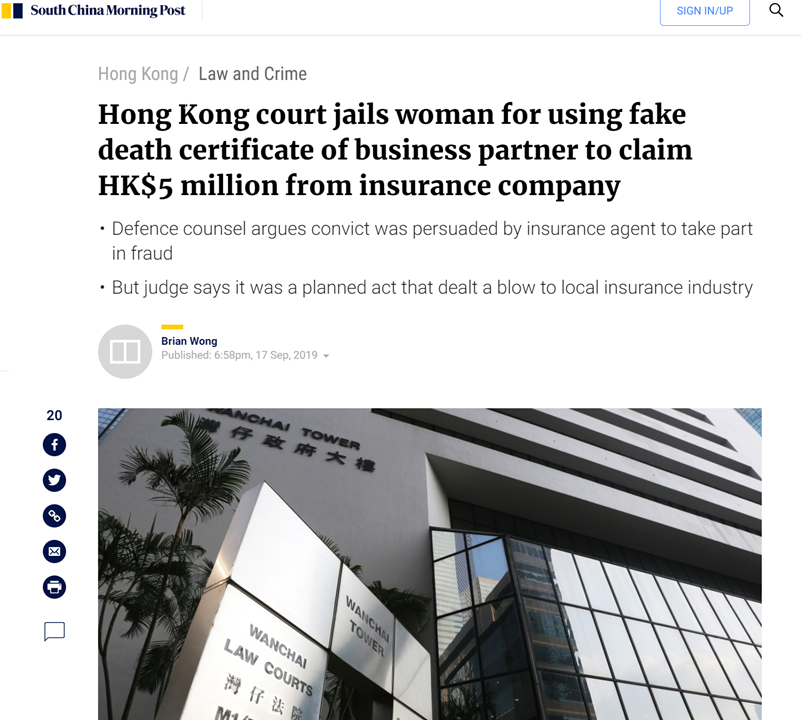 South China Morning Post
SIGN IN/UP
Hong Kong / Law and Crime
Hong Kong court jails woman for using fake
death certificate of business partner to claim
HK$5 million from insurance company
• Defence counsel argues convict was persuaded by insurance agent to take part
in fraud
• But judge says it was a planned act that dealt a blow to local insurance industry
Brian Wong
Published: 6:58pm, 17 Sep, 2019
20
WANCHAI TOWER
灣仔政府大樓
WANCHAI
TOWER
WANCHAI
LAW COURTS
灣仔法院